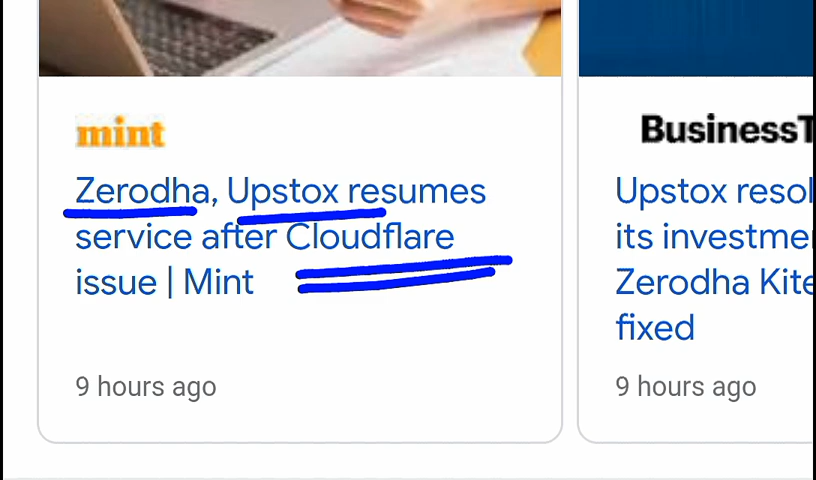 mint
Zerodha, Upstox resumes
service after Cloudflare
issue | Mint
9 hours ago
BusinessT
Upstox resol
its investme
Zerodha Kite
fixed
9 hours ago